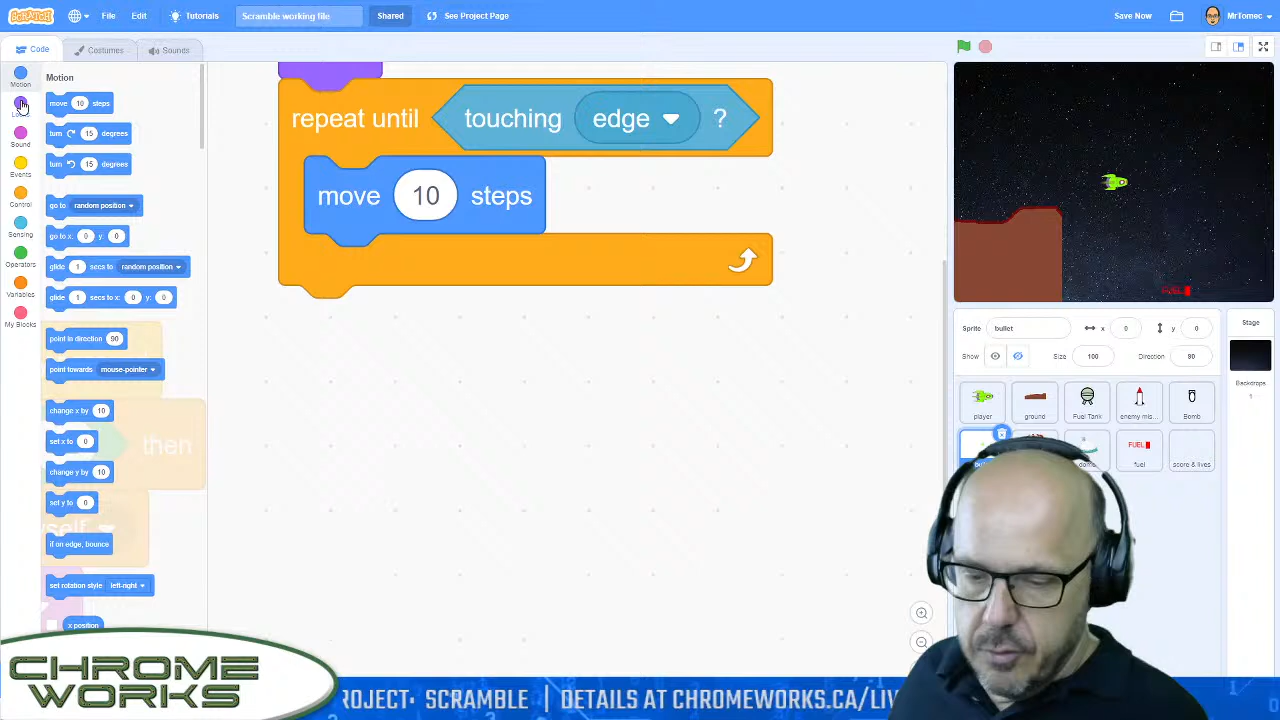 SCRATCH
File
Edit
Tutorials
Scramble working file
Shared
See Project Page
Save Now
MrTomec
Code
Costumes
Sounds
Motion
Sound
Events
Control
Sensing
Operators
Variables
My Blocks
Motion
move 10 steps
turn 15 degrees
turn 15 degrees
go to random position
go to x: 0 y: 0
glide 1 secs to random position
glide 1 secs to x: 0 y: 0
point in direction 90
point towards mouse-pointer
change x by 10
set x to 0
change y by 10
set y to 0
if on edge, bounce
set rotation style left-right
x position
then
repeat until touching edge ?
move 10 steps
FUEL
Sprite bullet x 0 y 0
Show Size 100 Direction 90
player
ground
Fuel Tank
enemy mis...
Bomb
FUEL
fuel
score & lives
Stage
Backdrops
1
CHROME
WORKS
PROJECT: SCRAMBLE | DETAILS AT CHROMEWORKS.CA/LIV